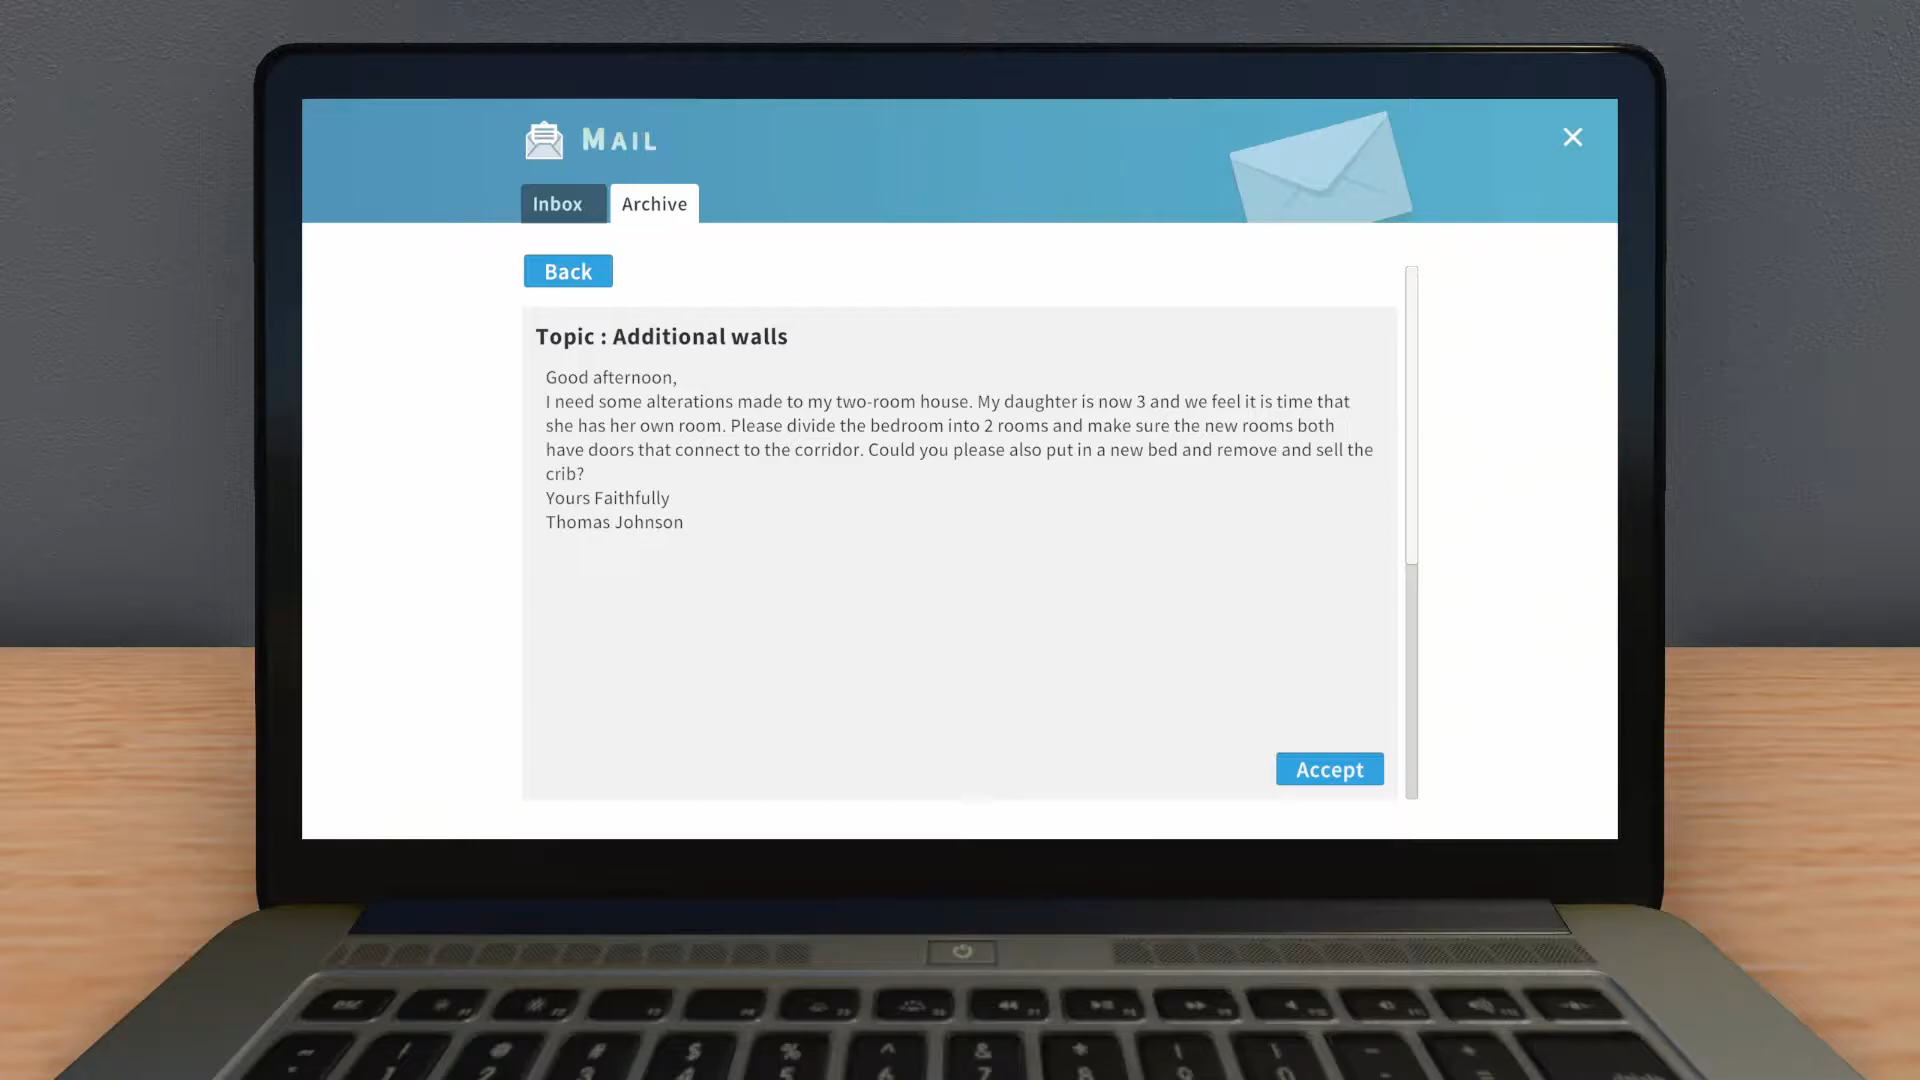 Mail
Inbox
Archive
Back
Topic : Additional walls
Good afternoon,
I need some alterations made to my two-room house. My daughter is now 3 and we feel it is time that
she has her own room. Please divide the bedroom into 2 rooms and make sure the new rooms both
have doors that connect to the corridor. Could you please also put in a new bed and remove and sell the
crib?
Yours Faithfully
Thomas Johnson
Accept